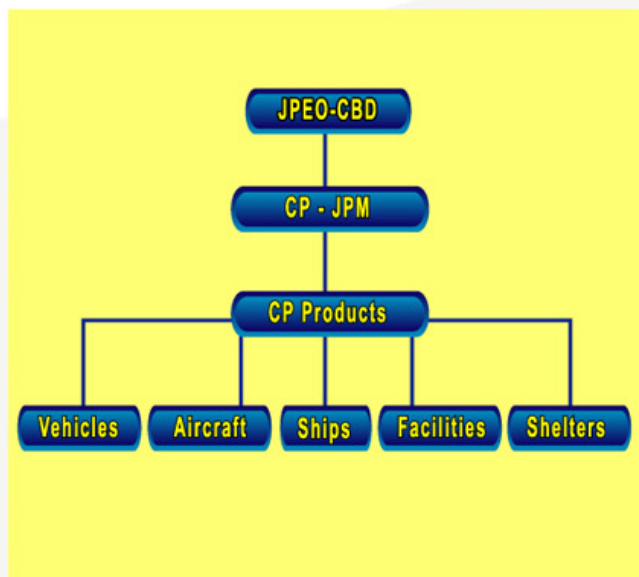 JPEO-CBD
CP - JPM
CP Products
Vehicles
Aircraft
Ships
Facilities
Shelters